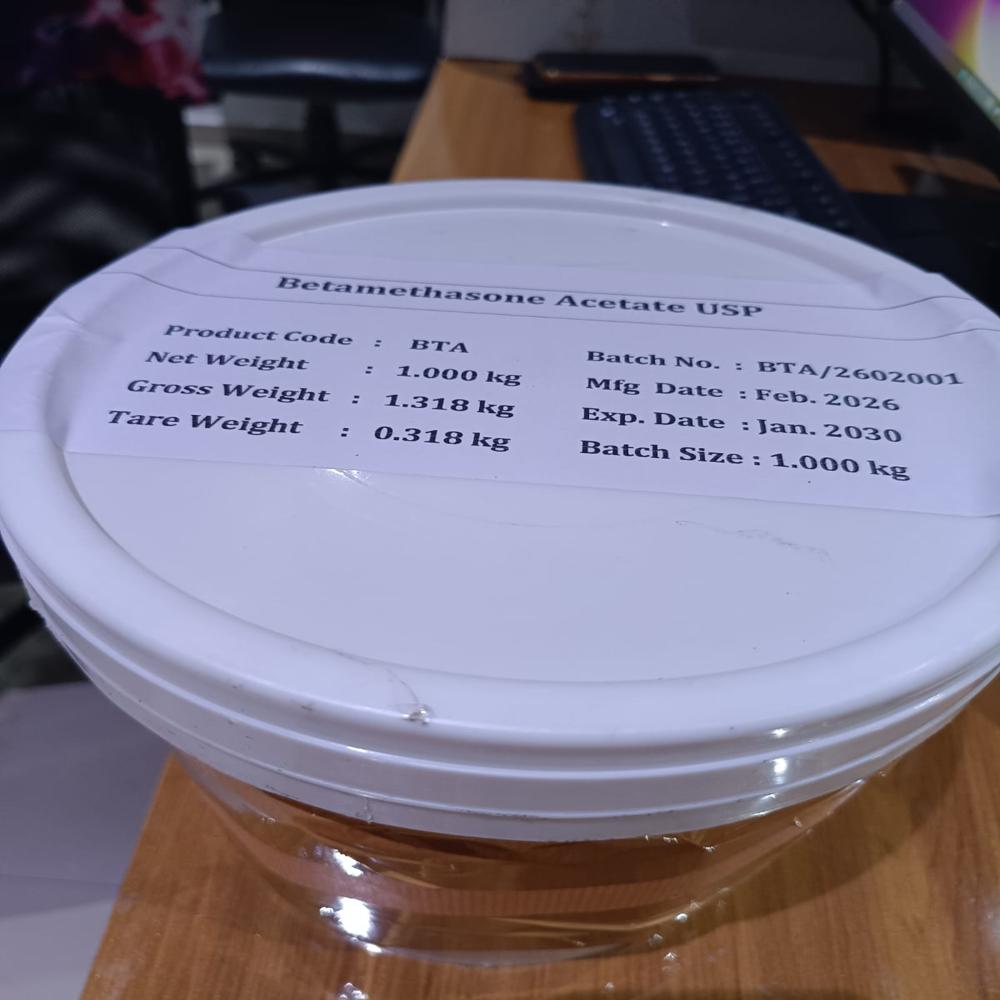 Betamethasone Acetate USP
Product Code : BTA
Net Weight : 1.000 kg
Gross Weight : 1.318 kg
Tare Weight : 0.318 kg
Batch No. : BTA/2602001
Mfg Date : Feb. 2026
Exp. Date : Jan. 2030
Batch Size : 1.000 kg